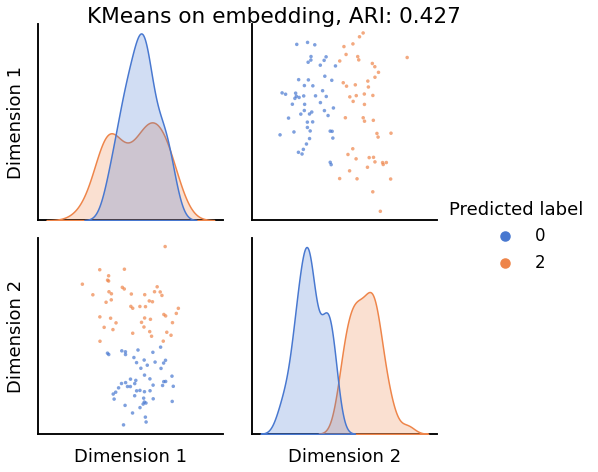 KMeans on embedding, ARI: 0.427
Dimension 1
Predicted label
0
2
Dimension 2
Dimension 1
Dimension 2